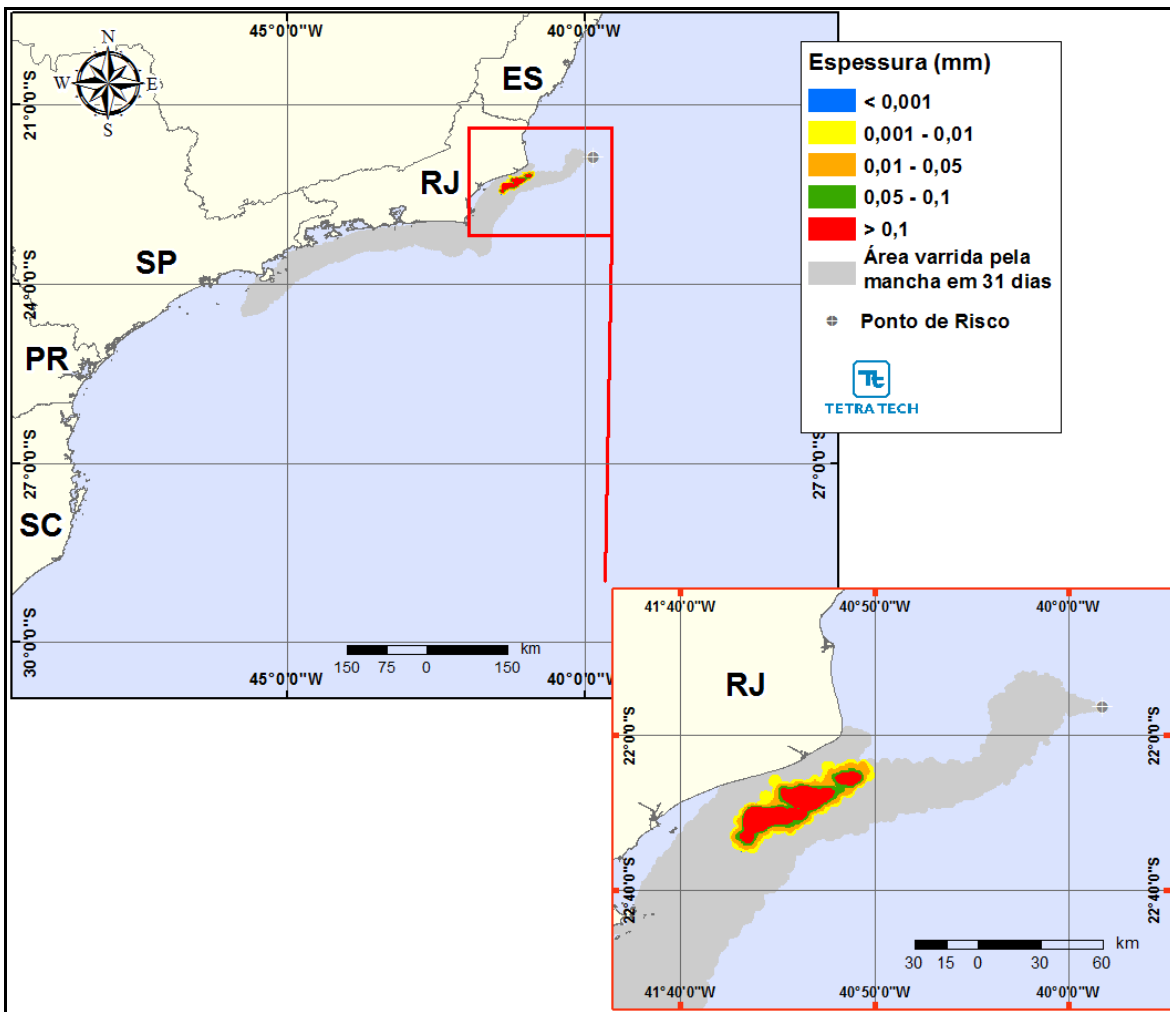 45°0'0"W
40°0'0"W
N
W
E
S
21°0'0"S
ES
RJ
SP
24°0'0"S
PR
SC
27°0'0"S
27°0'0"S
30°0'0"S
km
150 75 0 150
45°0'0"W
40°0'0"W
Espessura (mm)
< 0,001
0,001 - 0,01
0,01 - 0,05
0,05 - 0,1
> 0,1
Área varrida pela
mancha em 31 dias
Ponto de Risco
Tt
TETRA TECH
41°40'0"W
40°50'0"W
40°0'0"W
RJ
22°0'0"S
22°0'0"S
22°40'0"S
22°40'0"S
km
30 15 0 30 60
41°40'0"W
40°50'0"W
40°0'0"W